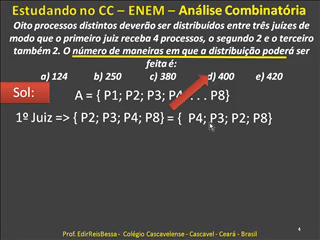 Estudando no CC – ENEM – Análise Combinatória
Oito processos distintos deverão ser distribuídos entre três juízes de
modo que o primeiro juiz receba 4 processos, o segundo 2 e o terceiro
também 2. O número de maneiras em que a distribuição poderá ser
feita é:
a) 124 b) 250 c) 380 d) 400 e) 420
Sol: A = { P1; P2; P3; P4 . . . P8}
1º Juiz => { P2; P3; P4; P8} = { P4; P3; P2; P8}
Prof. EdirReisBessa - Colégio Cascavelense - Cascavel - Ceará - Brasil
4